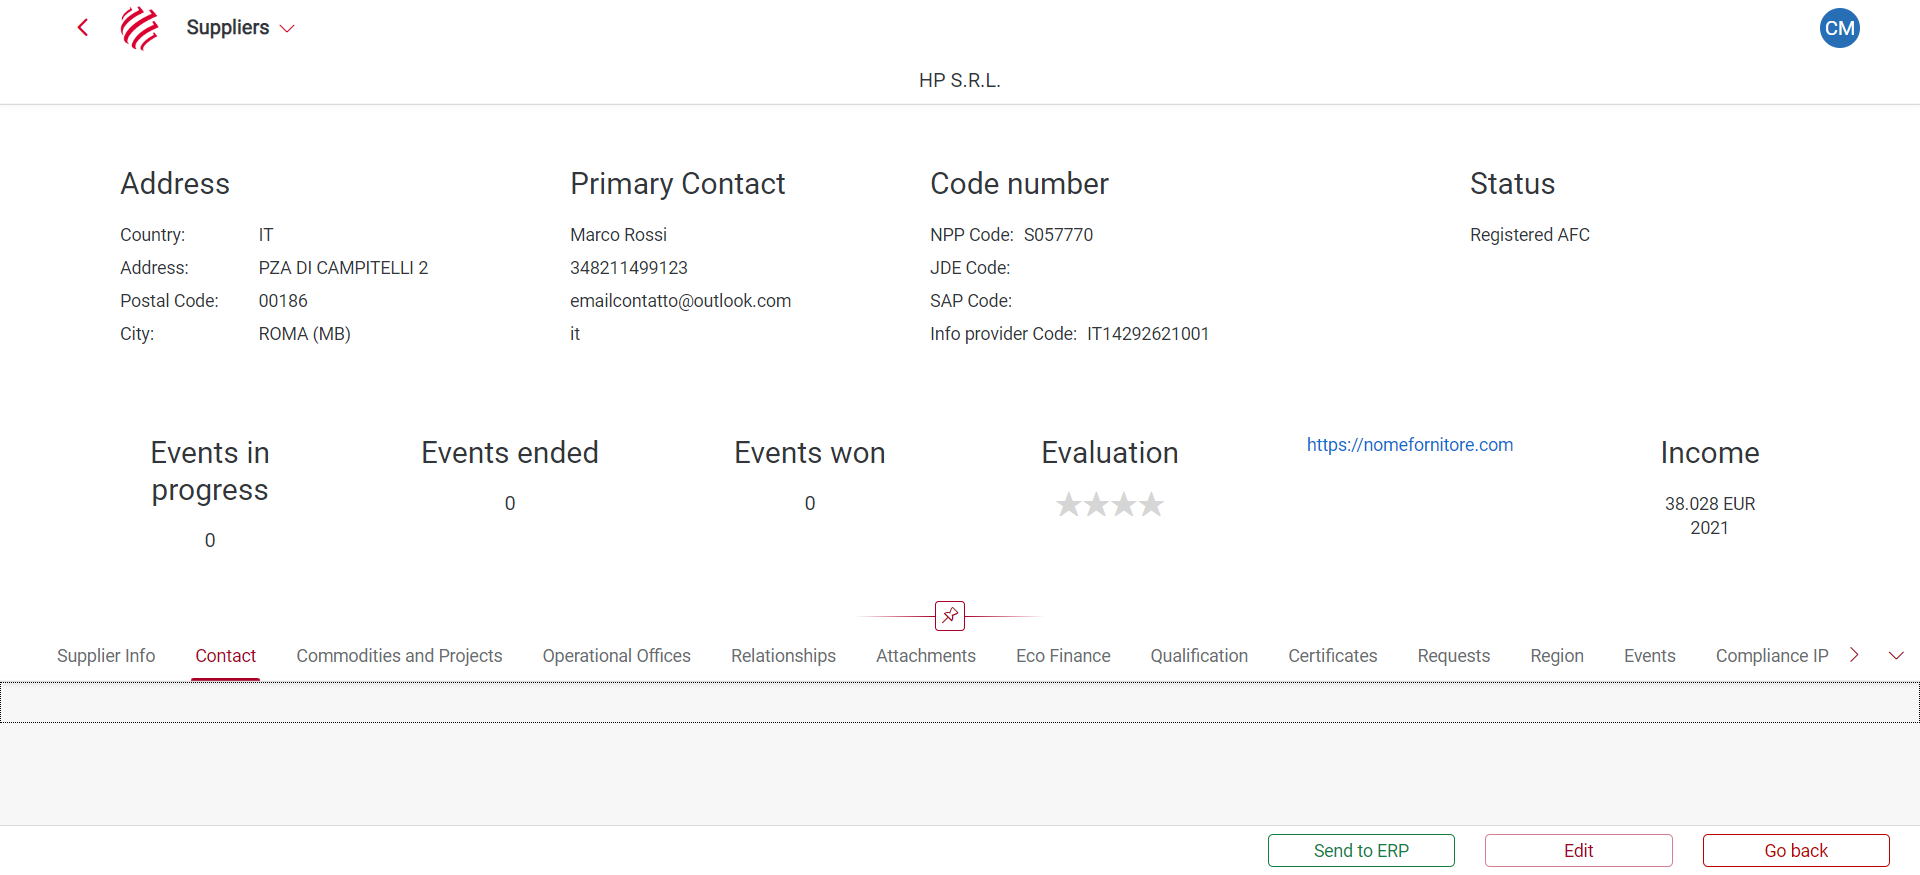 Suppliers
CM
HP S.R.L.
Address
Country: IT
Address: PZA DI CAMPITELLI 2
Postal Code: 00186
City: ROMA (MB)
Primary Contact
Marco Rossi
348211499123
emailcontatto@outlook.com
it
Code number
NPP Code: S057770
JDE Code:
SAP Code:
Info provider Code: IT14292621001
Status
Registered AFC
Events in
progress
0
Events ended
0
Events won
0
Evaluation
https://nomefornitore.com
Income
38.028 EUR
2021
Supplier Info Contact Commodities and Projects Operational Offices Relationships Attachments Eco Finance Qualification Certificates Requests Region Events Compliance IP
Send to ERP Edit Go back